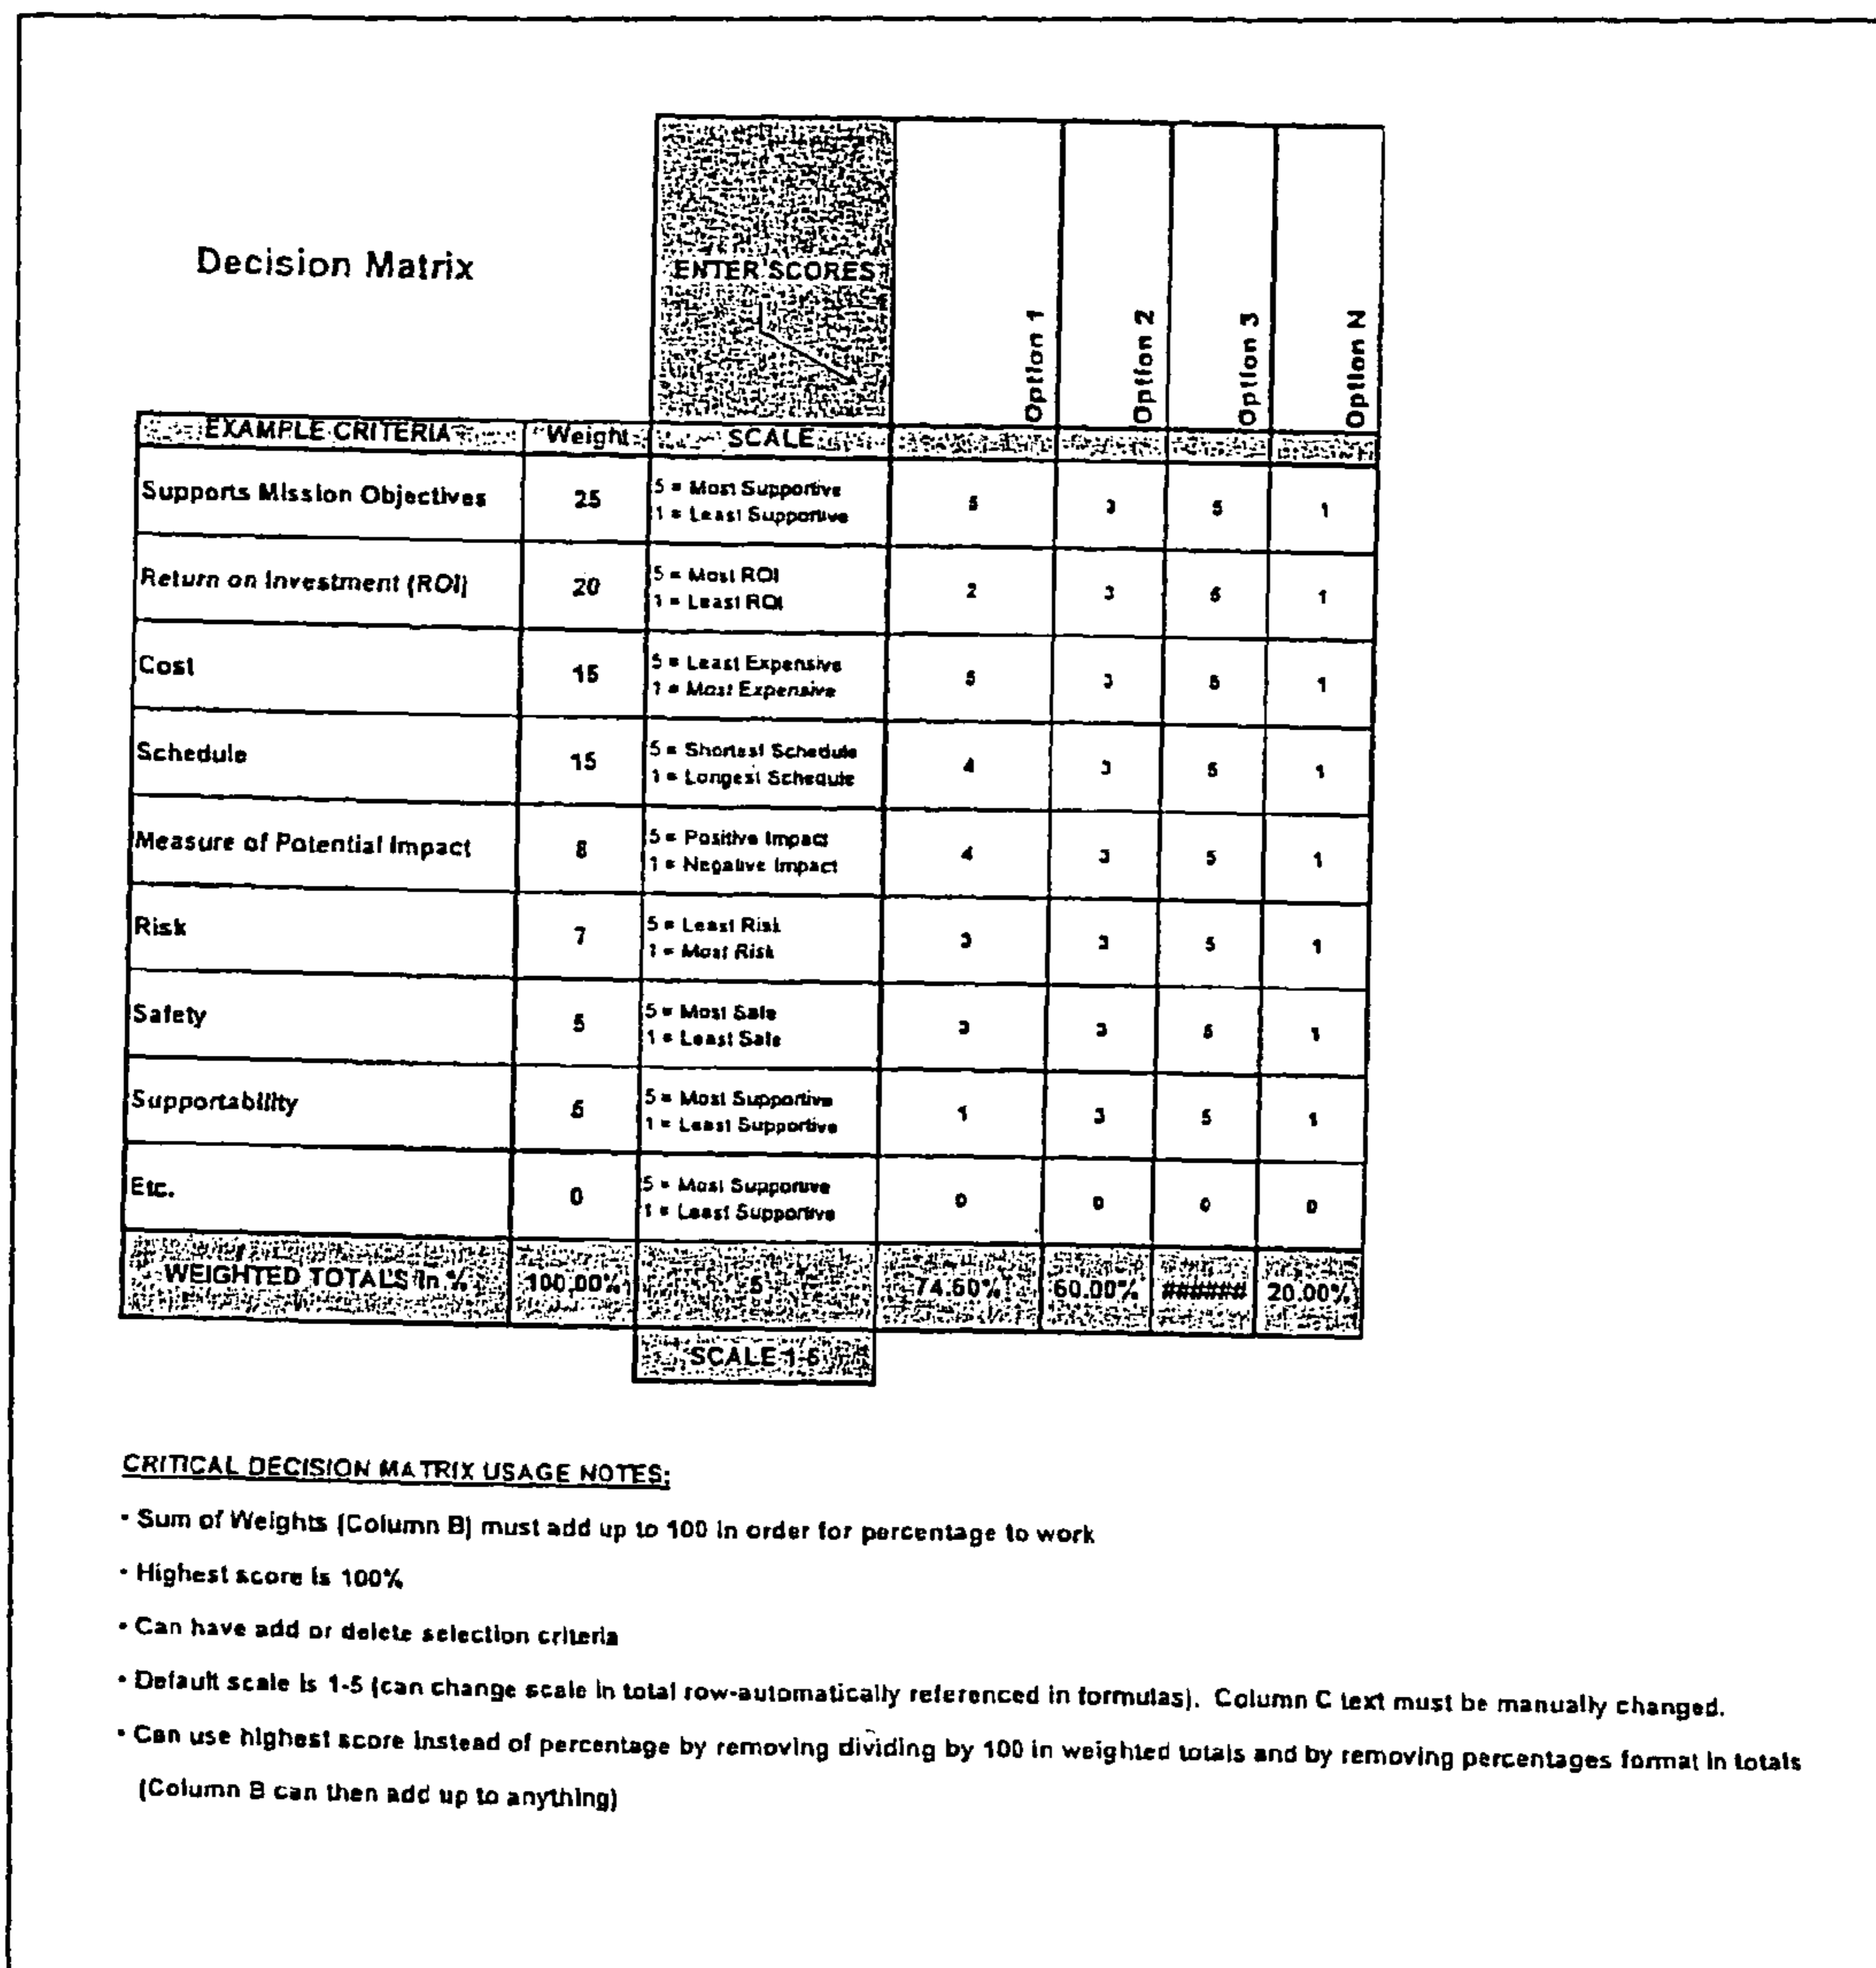 Decision Matrix
ENTER SCORES
Option 1
Option 2
Option 3
Option N
EXAMPLE CRITERIA Weight SCALE
Supports Mission Objectives 25 5 = Most Supportive 5 3 5 1
1 = Least Supportive
Return on Investment (ROI) 20 5 = Most ROI 2 3 5 1
1 = Least ROI
Cost 15 5 = Least Expensive 5 3 5 1
1 = Most Expensive
Schedule 15 5 = Shortest Schedule 4 3 5 1
1 = Longest Schedule
Measure of Potential Impact 8 5 = Positive Impact 4 3 5 1
1 = Negative Impact
Risk 7 5 = Least Risk 3 3 5 1
1 = Most Risk
Safety 5 5 = Most Safe 3 3 5 1
1 = Least Safe
Supportability 5 5 = Most Supportive 1 3 5 1
1 = Least Supportive
Etc. 0 5 = Most Supportive 0 0 0 0
1 = Least Supportive
WEIGHTED TOTALS in % 100.00% 5 74.60% 60.00% ###### 20.00%
SCALE 1-5
CRITICAL DECISION MATRIX USAGE NOTES:
• Sum of Weights (Column B) must add up to 100 in order for percentage to work
• Highest score is 100%
• Can have add or delete selection criteria
• Default scale is 1-5 (can change scale in total row-automatically referenced in formulas). Column C text must be manually changed.
• Can use highest score instead of percentage by removing dividing by 100 in weighted totals and by removing percentages format in totals
(Column B can then add up to anything)